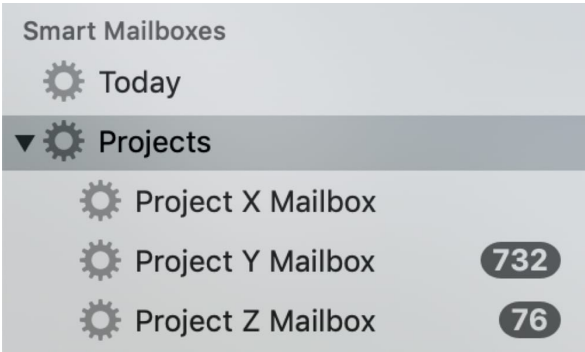 Smart Mailboxes
Today
Projects
Project X Mailbox
Project Y Mailbox 732
Project Z Mailbox 76